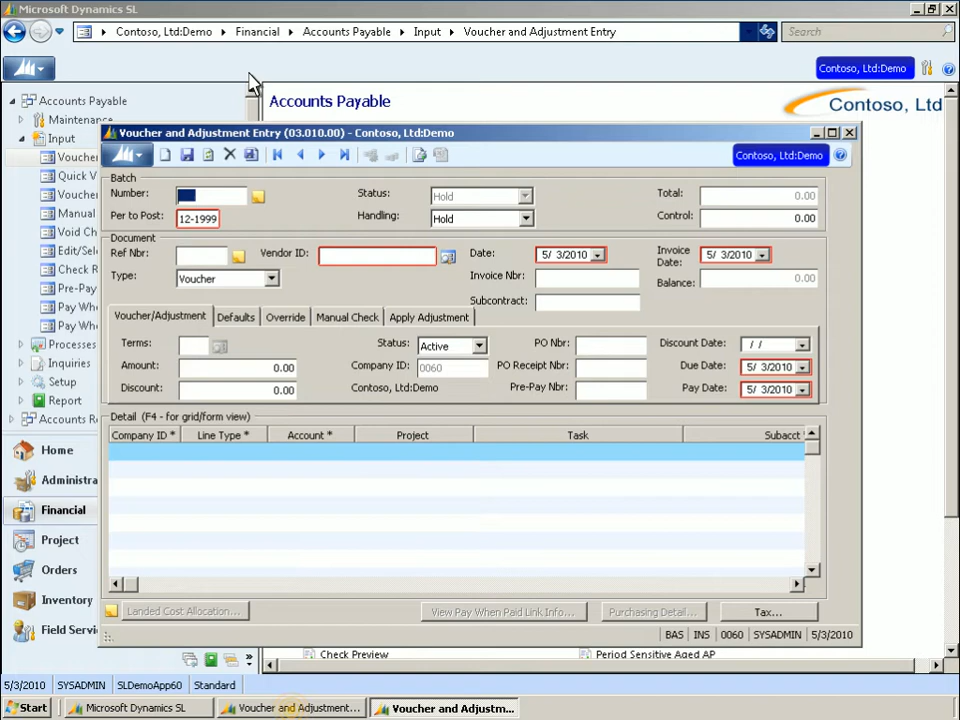 Microsoft Dynamics SL
Contoso, Ltd:Demo Financial Accounts Payable Input Voucher and Adjustment Entry Search
Contoso, Ltd:Demo
Accounts Payable
Maintenance
Input
Vouche
Quick V
Vouche
Manual
Void Ch
Edit/Sel
Check R
Pre-Pay
Pay Wh
Pay Wh
Processes
Inquiries
Setup
Report
Accounts Re
Home
Administra
Financial
Project
Orders
Inventory
Field Servi
Accounts Payable
Contoso, Ltd
Voucher and Adjustment Entry (03.010.00) - Contoso, Ltd:Demo
Contoso, Ltd:Demo
Batch
Number: Status: Hold Total: 0.00
Per to Post: 12-1999 Handling: Hold Control: 0.00
Document
Ref Nbr: Vendor ID: Date: 5/ 3/2010 Invoice Date: 5/ 3/2010
Type: Voucher Invoice Nbr: Balance: 0.00
Subcontract:
Voucher/Adjustment Defaults Override Manual Check Apply Adjustment
Terms: Status: Active PO Nbr: Discount Date: / /
Amount: 0.00 Company ID: 0060 PO Receipt Nbr: Due Date: 5/ 3/2010
Discount: 0.00 Contoso, Ltd:Demo Pre-Pay Nbr: Pay Date: 5/ 3/2010
Detail (F4 - for grid/form view)
Company ID * Line Type * Account * Project Task Subacct
Landed Cost Allocation... View Pay When Paid Link Info... Purchasing Detail... Tax...
BAS INS 0060 SYSADMIN 5/3/2010
Check Preview Period Sensitive Aged AP
5/3/2010 SYSADMIN SLDemoApp60 Standard
Start Microsoft Dynamics SL Voucher and Adjustment... Voucher and Adjustm...